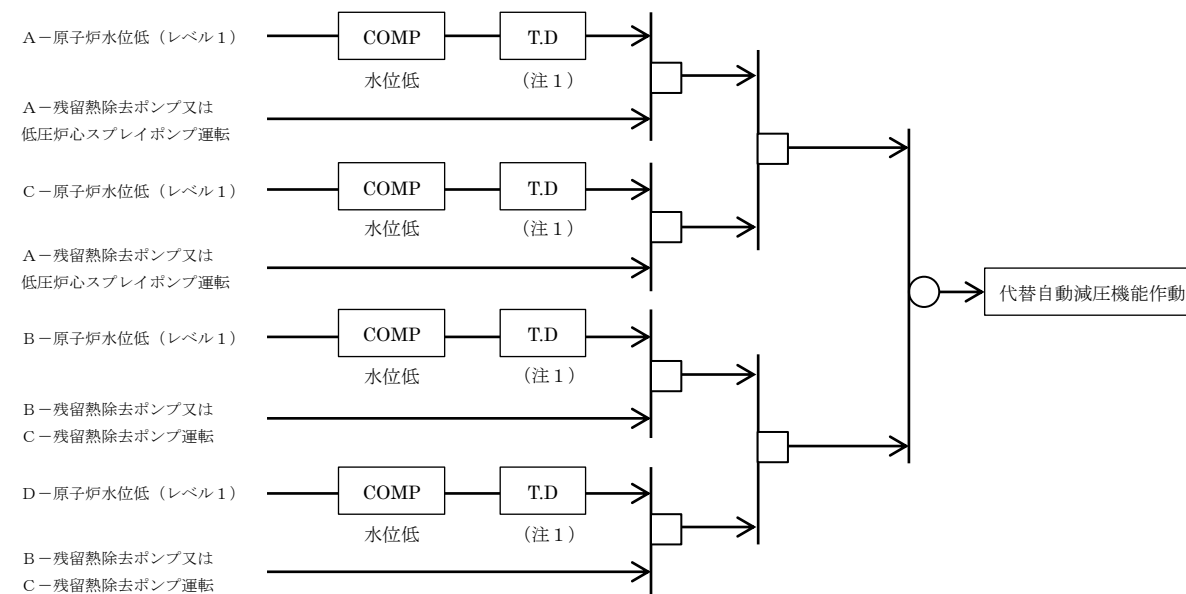 A－原子炉水位低（レベル１）
COMP
T.D
水位低
（注１）
A－残留熱除去ポンプ又は
低圧炉心スプレイポンプ運転
C－原子炉水位低（レベル１）
COMP
T.D
水位低
（注１）
A－残留熱除去ポンプ又は
低圧炉心スプレイポンプ運転
代替自動減圧機能作動
B－原子炉水位低（レベル１）
COMP
T.D
水位低
（注１）
B－残留熱除去ポンプ又は
C－残留熱除去ポンプ運転
D－原子炉水位低（レベル１）
COMP
T.D
水位低
（注１）
B－残留熱除去ポンプ又は
C－残留熱除去ポンプ運転